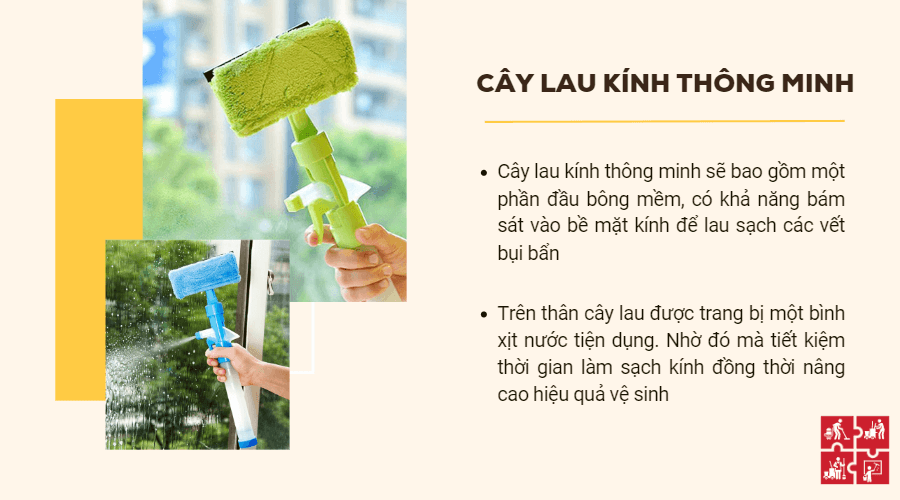 CÂY LAU KÍNH THÔNG MINH
• Cây lau kính thông minh sẽ bao gồm một
phần đầu bông mềm, có khả năng bám
sát vào bề mặt kính để lau sạch các vết
bụi bẩn
• Trên thân cây lau được trang bị một bình
xịt nước tiện dụng. Nhờ đó mà tiết kiệm
thời gian làm sạch kính đồng thời nâng
cao hiệu quả vệ sinh